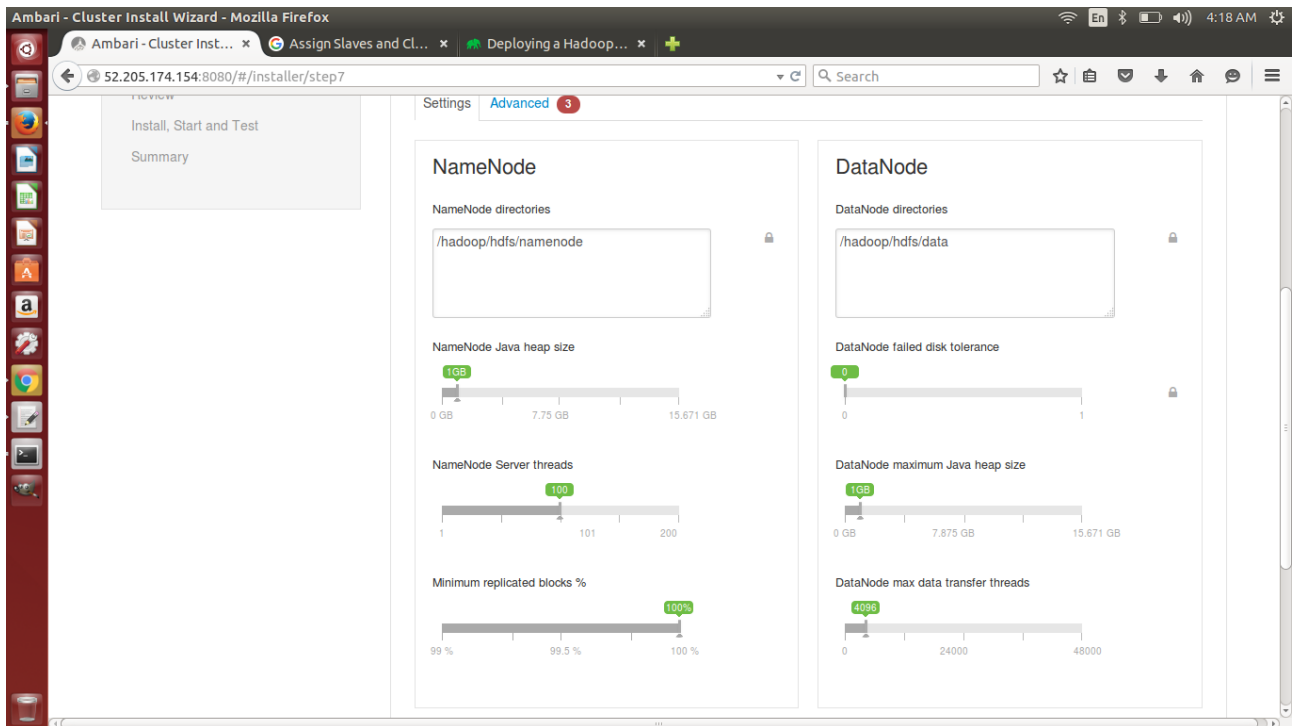 Ambari - Cluster Install Wizard - Mozilla Firefox
En
4:18 AM
Ambari - Cluster Inst... ×
Assign Slaves and Cl... ×
Deploying a Hadoop... ×
52.205.174.154:8080/#/installer/step7
Search
Review
Install, Start and Test
Summary
Settings
Advanced 3
NameNode
NameNode directories
/hadoop/hdfs/namenode
NameNode Java heap size
1GB
0 GB 7.75 GB 15.671 GB
NameNode Server threads
100
1 101 200
Minimum replicated blocks %
100%
99 % 99.5 % 100 %
DataNode
DataNode directories
/hadoop/hdfs/data
DataNode failed disk tolerance
0
0 1
DataNode maximum Java heap size
1GB
0 GB 7.875 GB 15.671 GB
DataNode max data transfer threads
4096
0 24000 48000